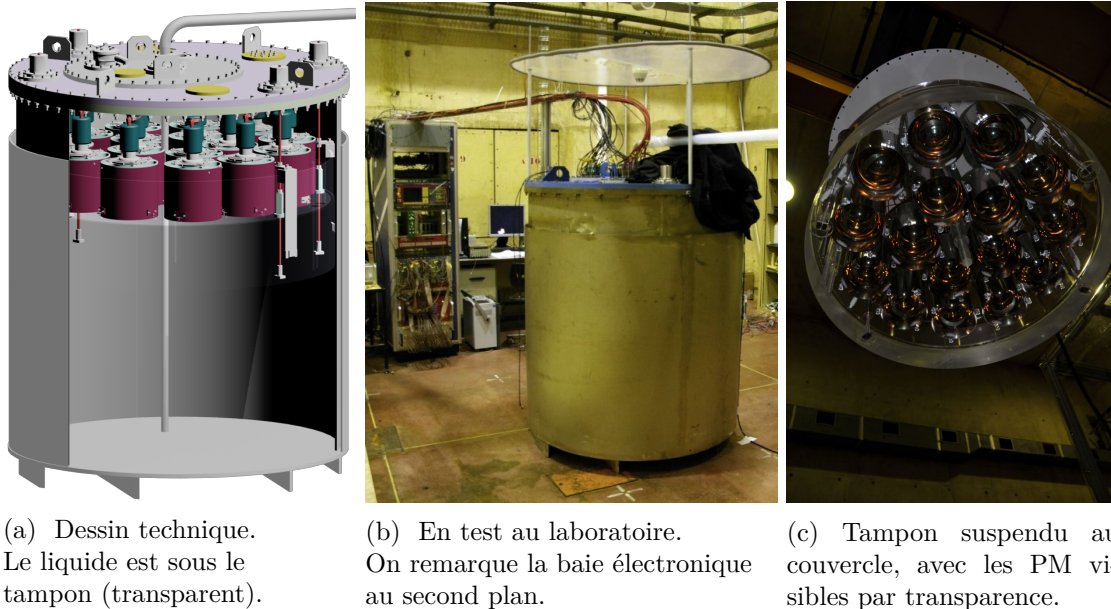 (a) Dessin technique.
Le liquide est sous le
tampon (transparent).
(b) En test au laboratoire.
On remarque la baie électronique
au second plan.
(c) Tampon suspendu au
couvercle, avec les PM vi-
sibles par transparence.